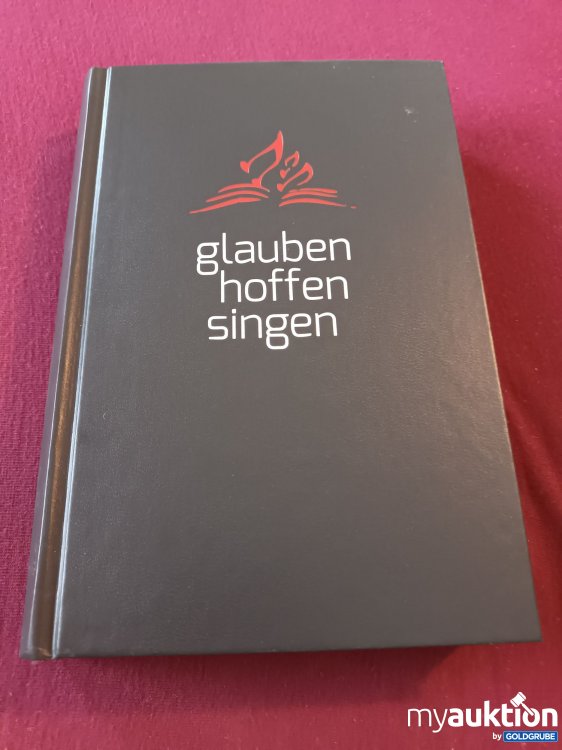 glauben
hoffen
singen
myauktion
by GOLDGRUBE